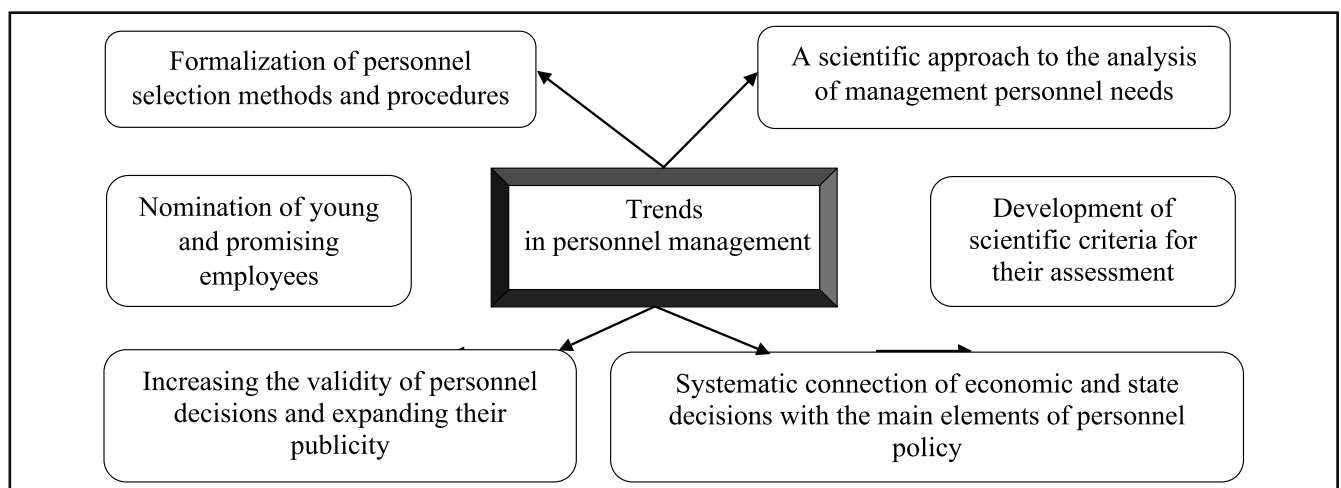 Formalization of personnel
selection methods and procedures
A scientific approach to the analysis
of management personnel needs
Nomination of young
and promising
employees
Trends
in personnel management
Development of
scientific criteria for
their assessment
Increasing the validity of personnel
decisions and expanding their
publicity
Systematic connection of economic and state
decisions with the main elements of personnel
policy